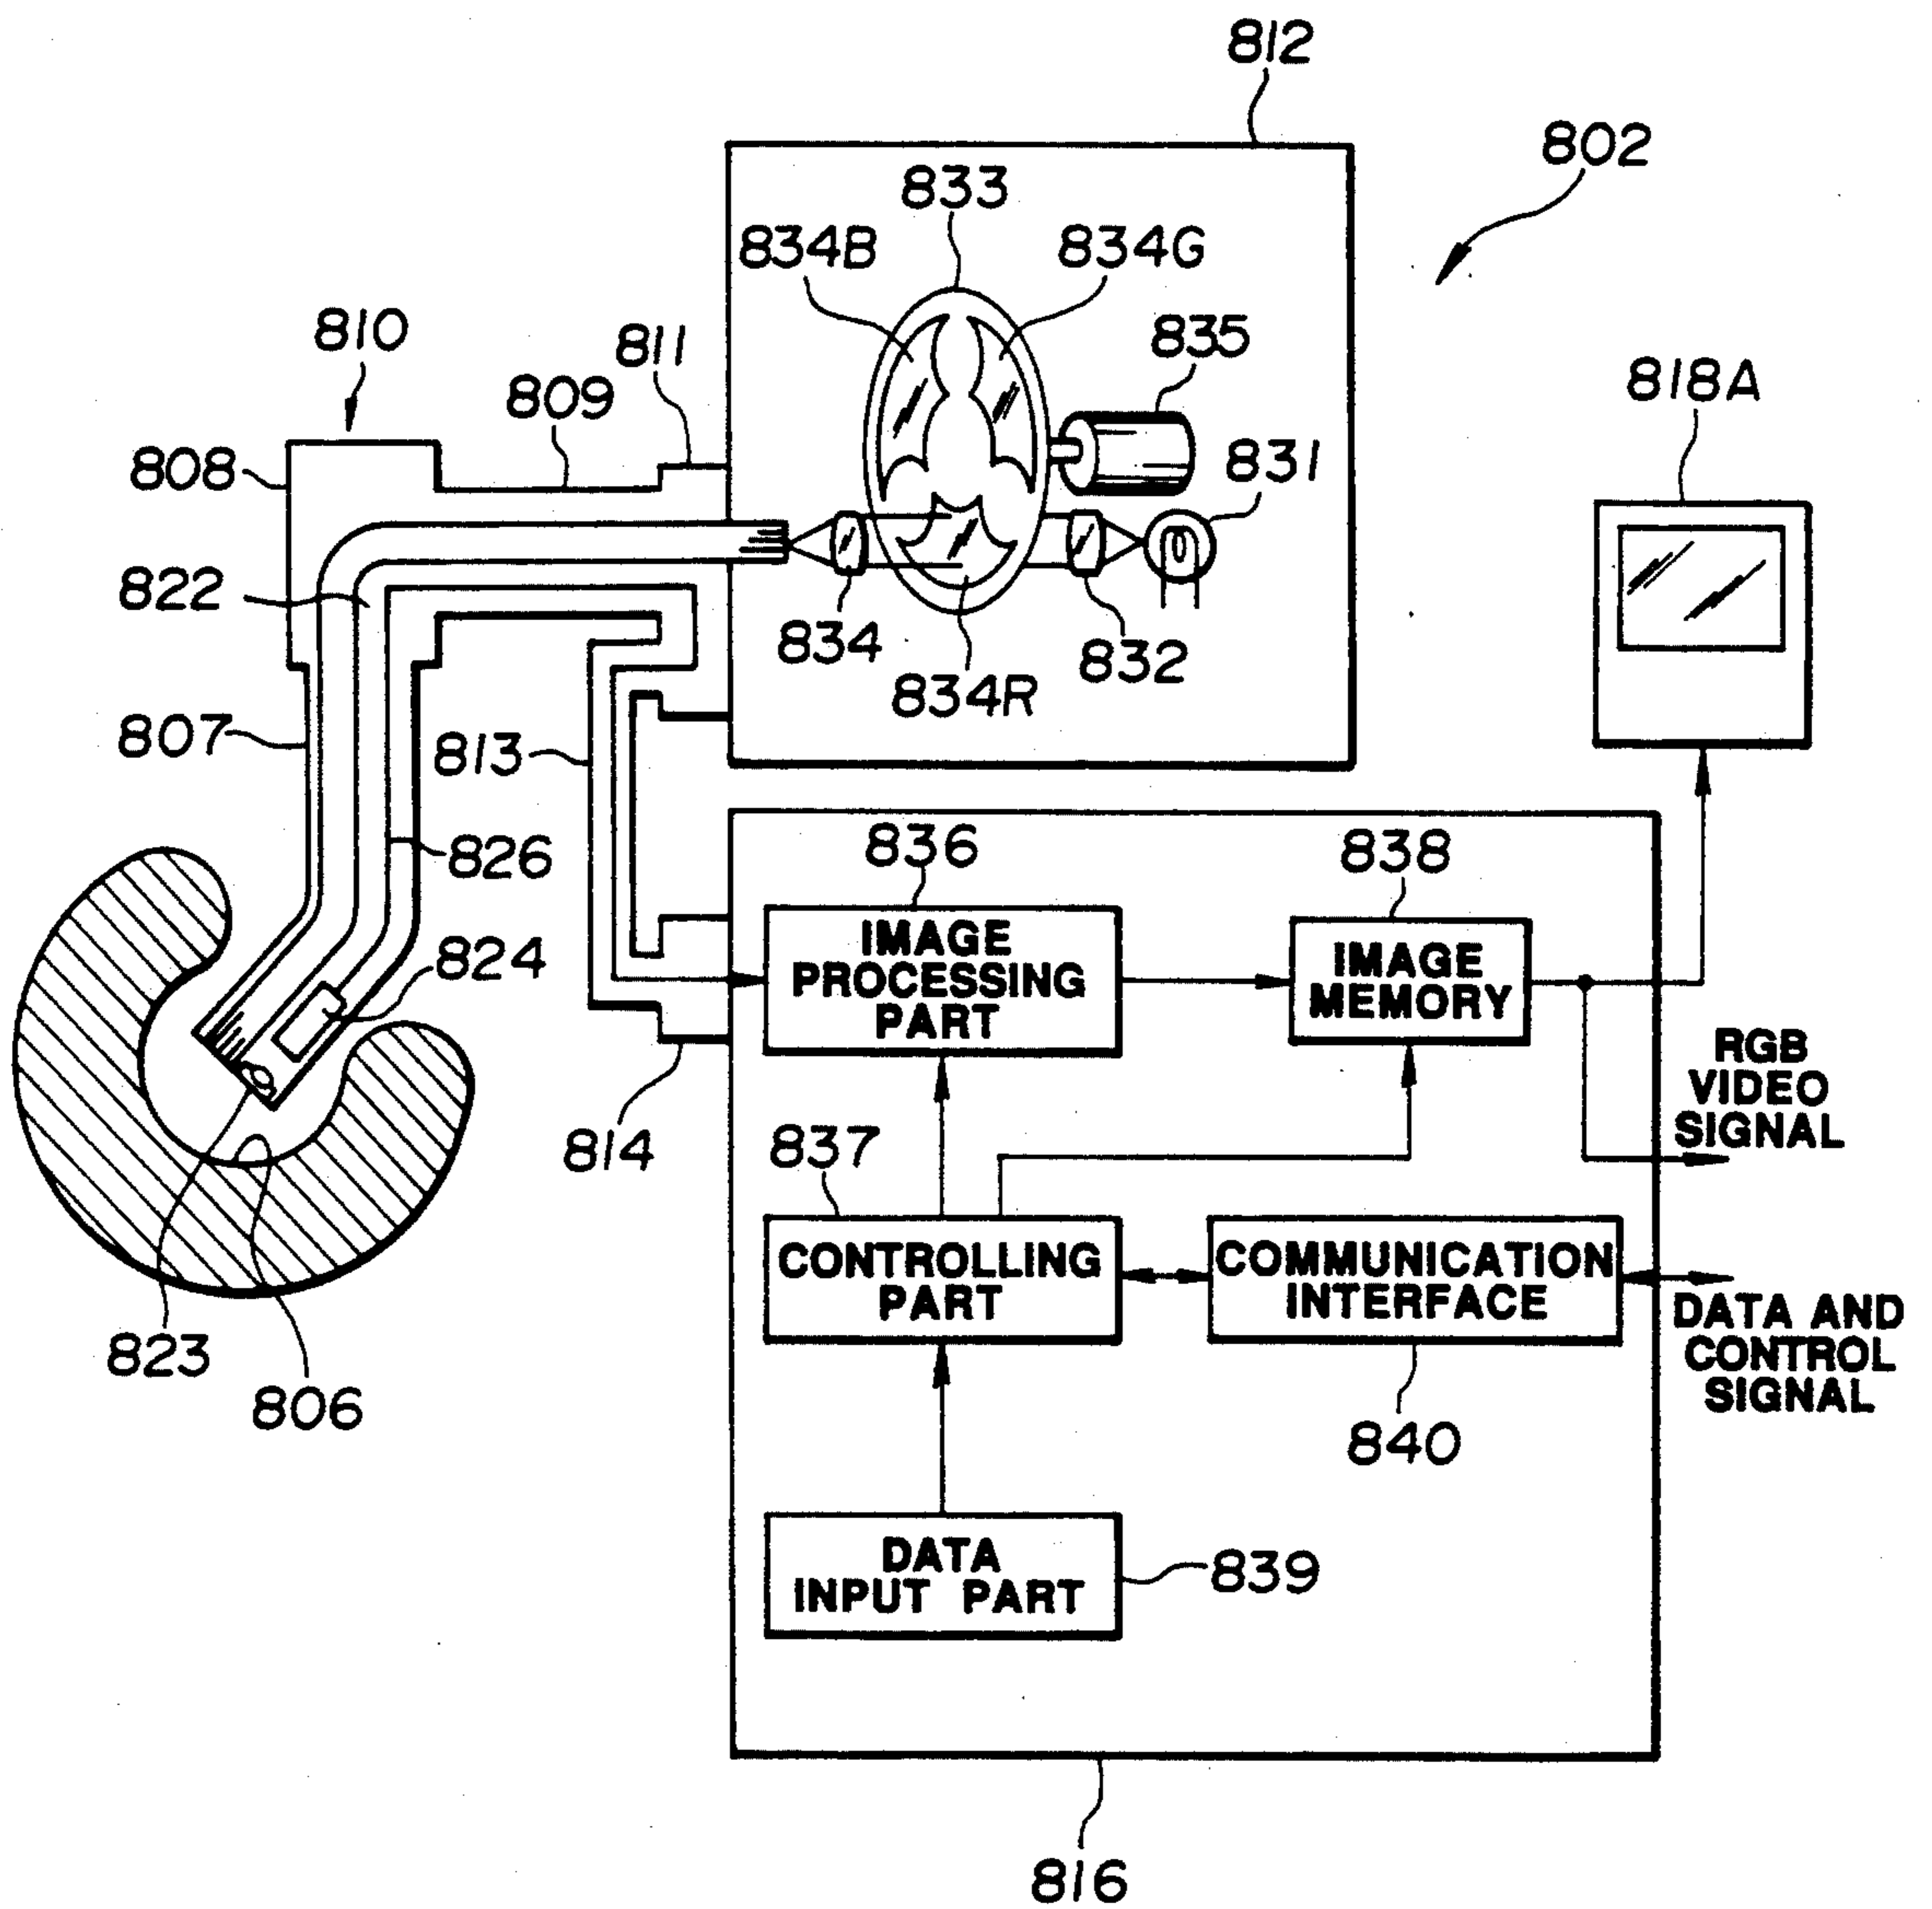 812
802
833
834B
834G
810
811
835
818A
809
808
831
822
834
832
834R
807
813
836
838
826
IMAGE
PROCESSING
PART
IMAGE
MEMORY
824
RGB
VIDEO
SIGNAL
837
814
CONTROLLING
PART
COMMUNICATION
INTERFACE
DATA AND
CONTROL
SIGNAL
823
806
840
DATA
INPUT PART
839
816